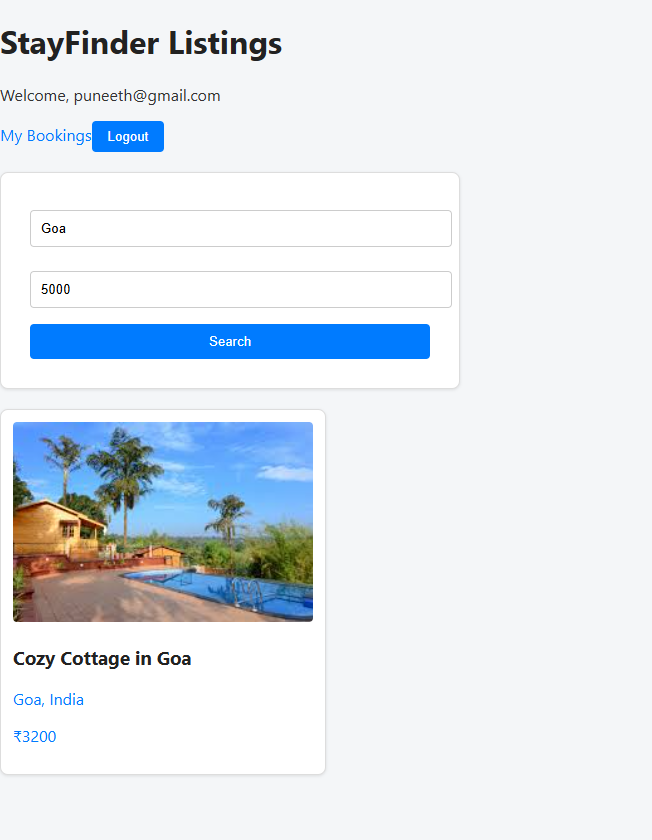 StayFinder Listings
Welcome, puneeth@gmail.com
My Bookings Logout
Goa
5000
Search
Cozy Cottage in Goa
Goa, India
₹3200